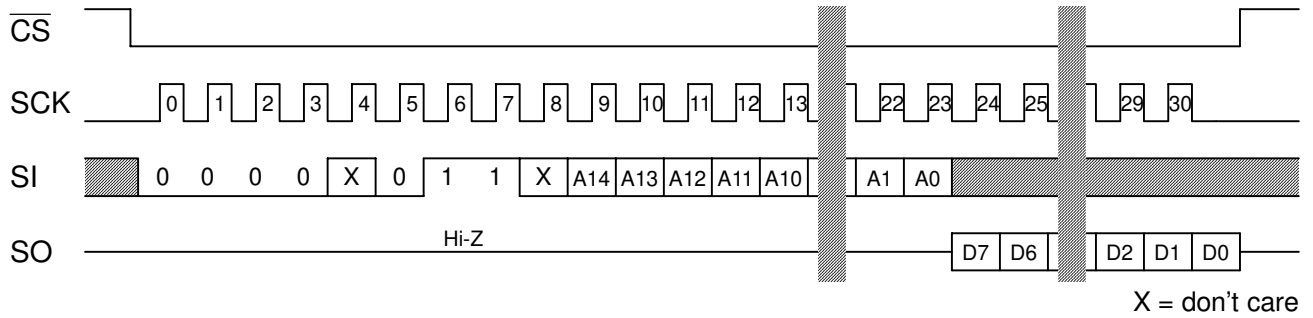 CS
SCK 0 1 2 3 4 5 6 7 8 9 10 11 12 13 22 23 24 25 29 30
SI 0 0 0 0 X 0 1 1 X A14 A13 A12 A11 A10 A1 A0
SO Hi-Z D7 D6 D2 D1 D0
X = don't care